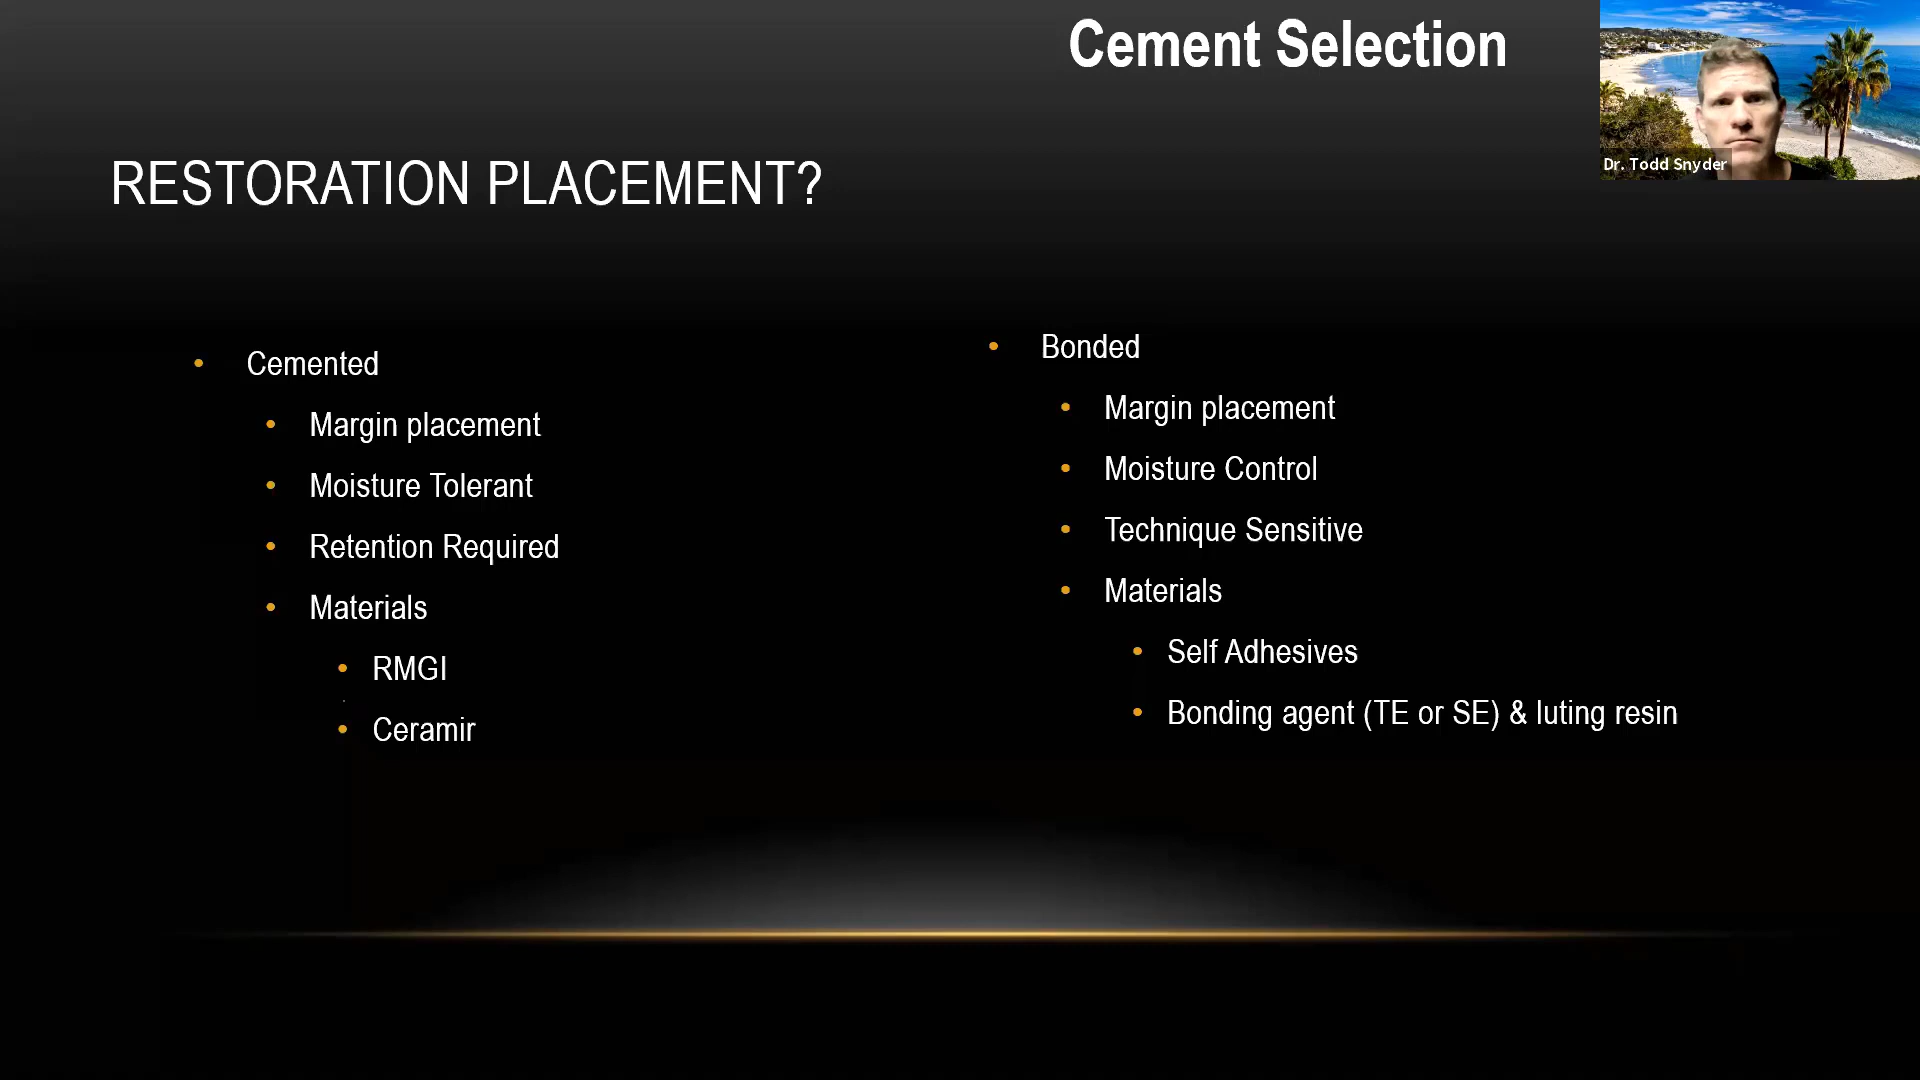 Cement Selection
Dr. Todd Snyder
RESTORATION PLACEMENT?
• Cemented
• Margin placement
• Moisture Tolerant
• Retention Required
• Materials
• RMGI
• Ceramir
• Bonded
• Margin placement
• Moisture Control
• Technique Sensitive
• Materials
• Self Adhesives
• Bonding agent (TE or SE) & luting resin